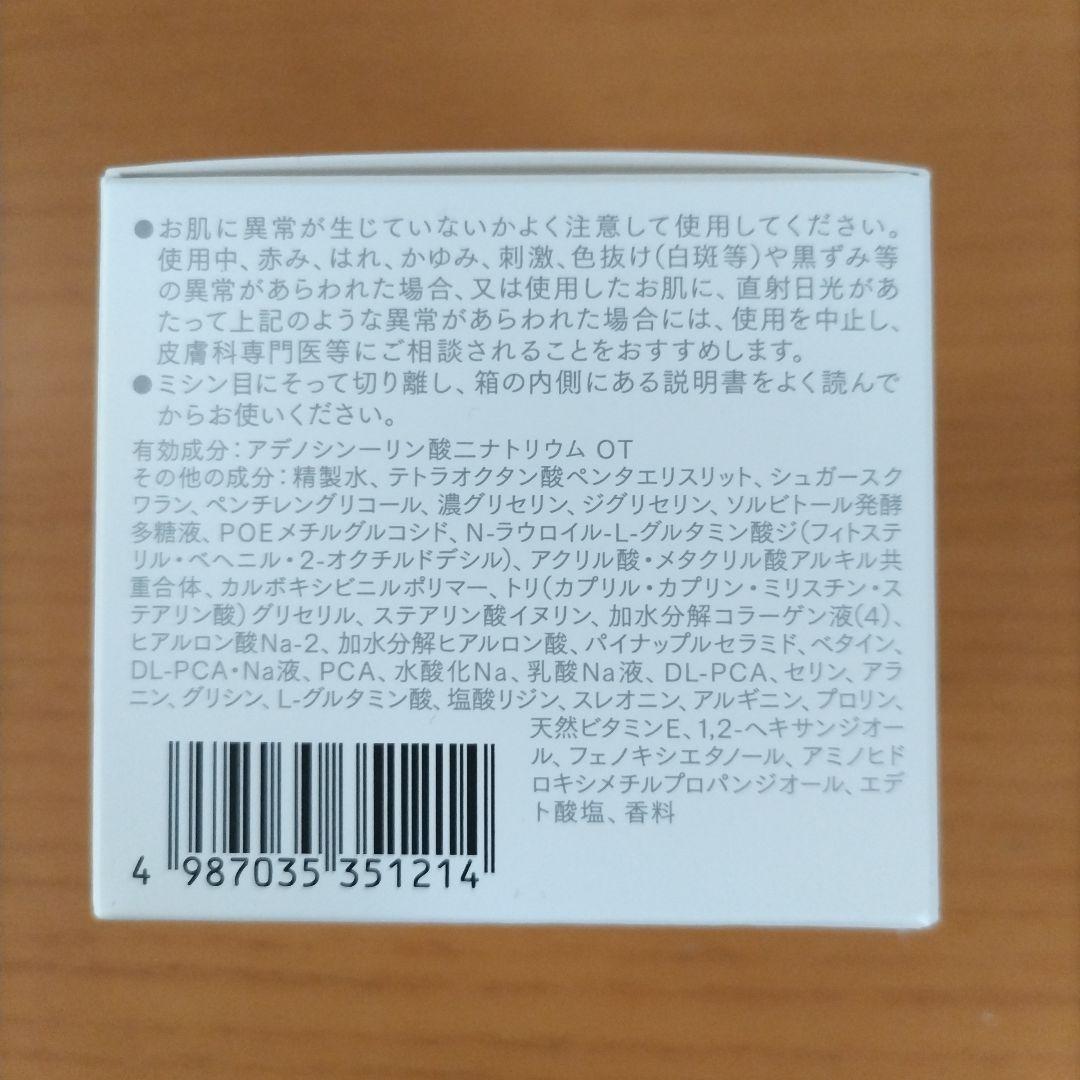 ●お肌に異常が生じていないかよく注意して使用してください。
使用中、赤み、はれ、かゆみ、刺激、色抜け(白斑等)や黒ずみ等
の異常があらわれた場合、又は使用したお肌に、直射日光があ
たって上記のような異常があらわれた場合には、使用を中止し、
皮膚科専門医等にご相談されることをおすすめします。
●ミシン目にそって切り離し、箱の内側にある説明書をよく読んで
からお使いください。
有効成分：アデノシン一リン酸二ナトリウム OT
その他の成分：精製水、テトラオクタン酸ペンタエリスリット、シュガースク
ワラン、ペンチレングリコール、濃グリセリン、ジグリセリン、ソルビトール発酵
多糖液、POEメチルグルコシド、N-ラウロイル-L-グルタミン酸ジ(フィトステ
リル・ベヘニル・2-オクチルドデシル)、アクリル酸・メタクリル酸アルキル共
重合体、カルボキシビニルポリマー、トリ(カプリル・カプリン・ミリスチン・ス
テアリン酸)グリセリル、ステアリン酸イヌリン、加水分解コラーゲン液(4)、
ヒアルロン酸Na-2、加水分解ヒアルロン酸、パイナップルセラミド、ベタイン、
DL-PCA・Na液、PCA、水酸化Na、乳酸Na液、DL-PCA、セリン、アラ
ニン、グリシン、L-グルタミン酸、塩酸リジン、スレオニン、アルギニン、プロリン、
天然ビタミンE、1,2-ヘキサンジオー
ル、フェノキシエタノール、アミノヒド
ロキシメチルプロパンジオール、エデ
ト酸塩、香料
4 987035 351214